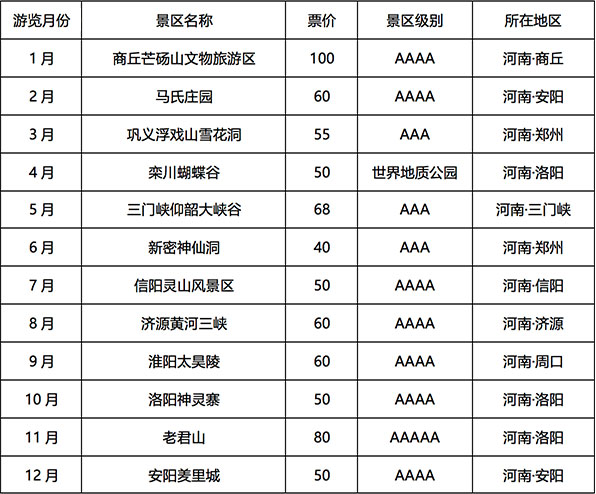 游览月份 景区名称 票价 景区级别 所在地区
1 月 商丘芒砀山文物旅游区 100 AAAA 河南·商丘
2 月 马氏庄园 60 AAAA 河南·安阳
3 月 巩义浮戏山雪花洞 55 AAA 河南·郑州
4 月 栾川蝴蝶谷 50 世界地质公园 河南·洛阳
5 月 三门峡仰韶大峡谷 68 AAA 河南·三门峡
6 月 新密神仙洞 40 AAA 河南·郑州
7 月 信阳灵山风景区 50 AAAA 河南·信阳
8 月 济源黄河三峡 60 AAAA 河南·济源
9 月 淮阳太昊陵 60 AAAA 河南·周口
10 月 洛阳神灵寨 50 AAAA 河南·洛阳
11 月 老君山 80 AAAAA 河南·洛阳
12 月 安阳羑里城 50 AAAA 河南·安阳